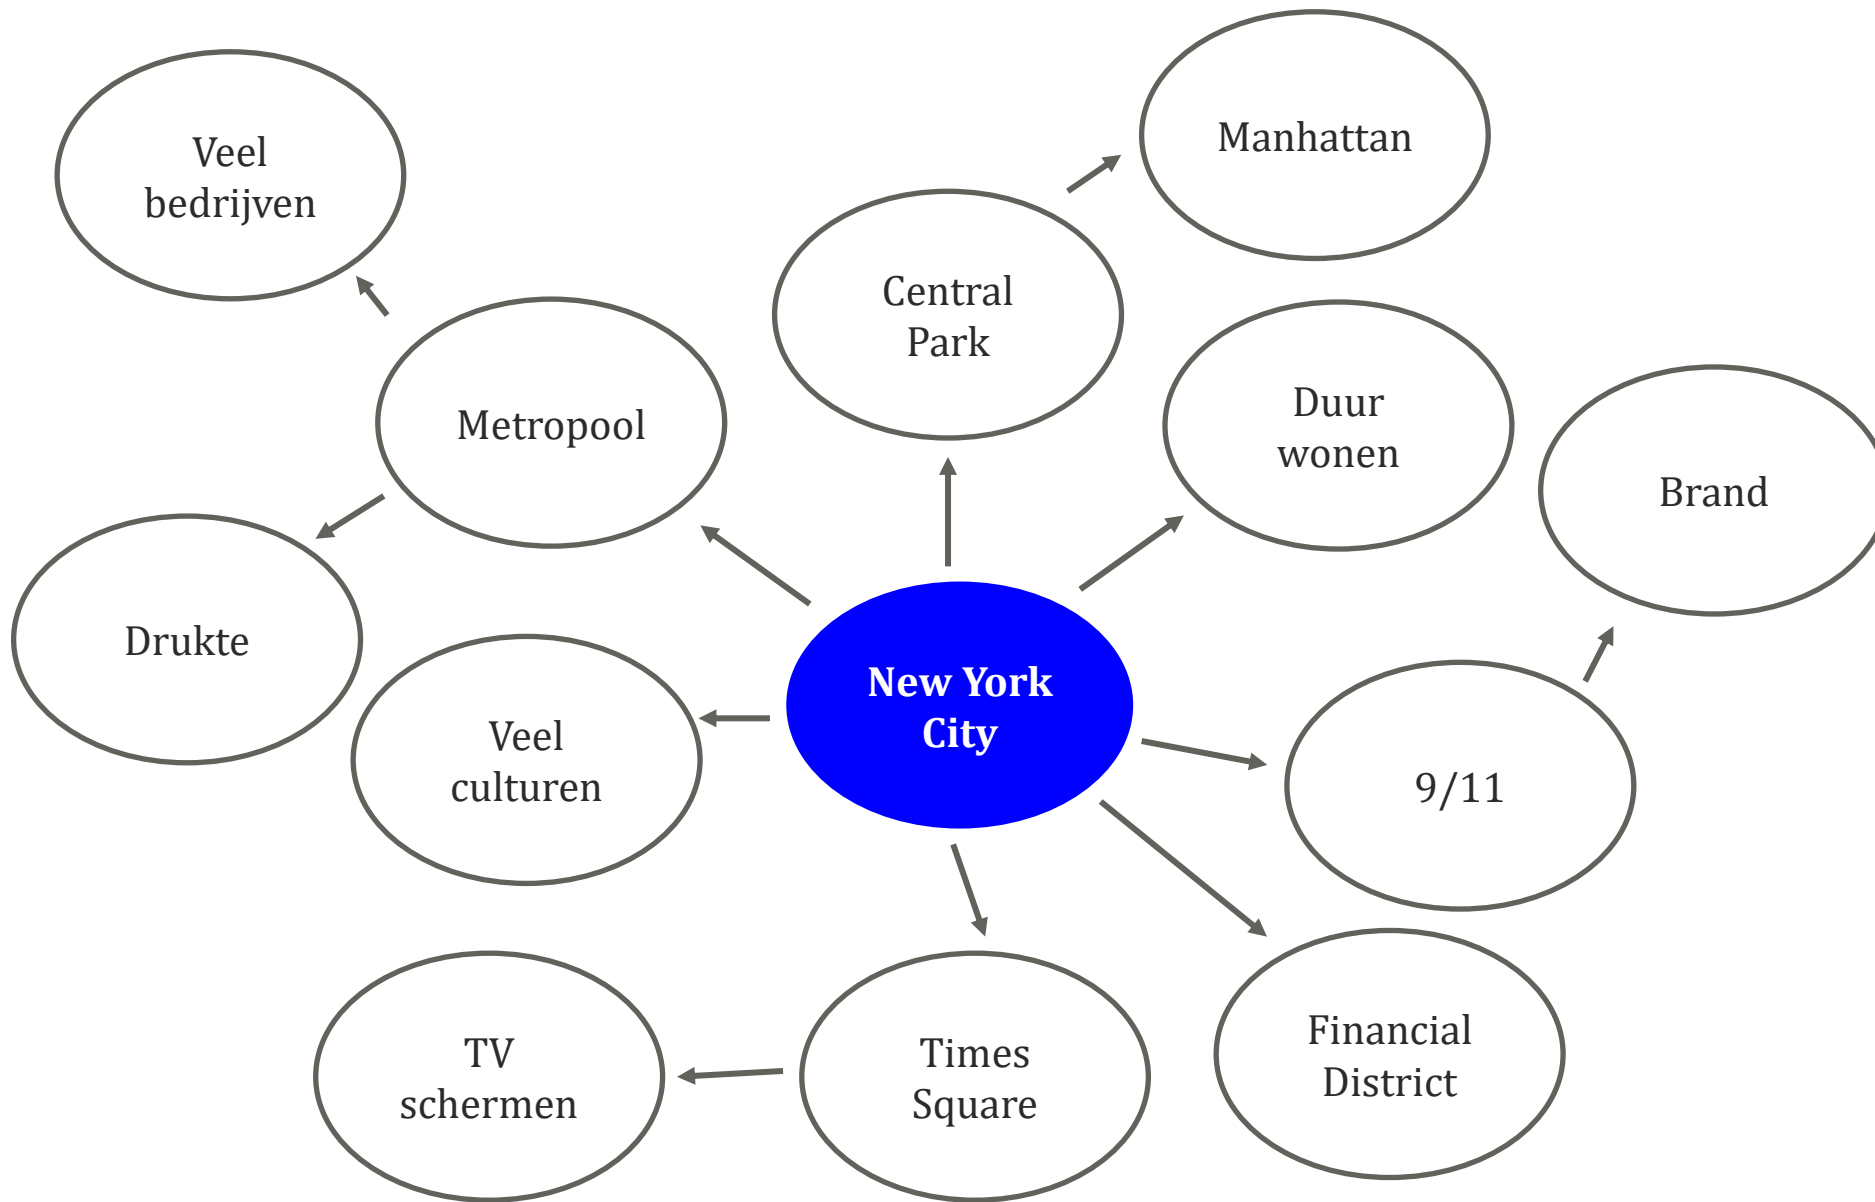 Veel
bedrijven
Manhattan
Central
Park
Metropool
Duur
wonen
Brand
Drukte
New York
City
Veel
culturen
9/11
TV
schermen
Times
Square
Financial
District